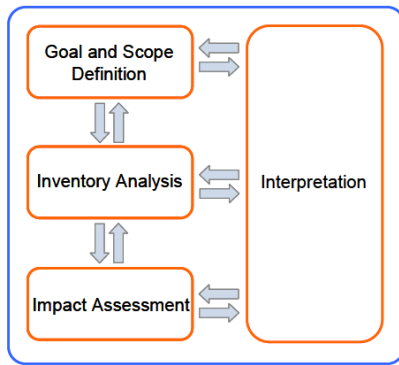 Goal and Scope
Definition
Inventory Analysis
Interpretation
Impact Assessment